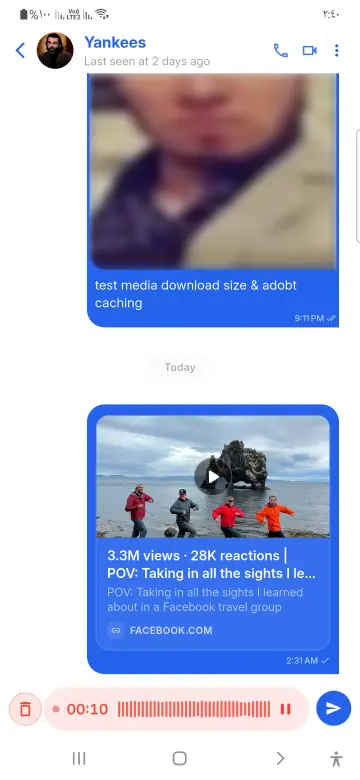 %١٠٠ Vo) LTE2 ٢:٤٠
Yankees
Last seen at 2 days ago
test media download size & adobt
caching
9:11 PM
Today
3.3M views · 28K reactions |
POV: Taking in all the sights I le...
POV: Taking in all the sights I learned
about in a Facebook travel group
FACEBOOK.COM
2:31 AM
00:10